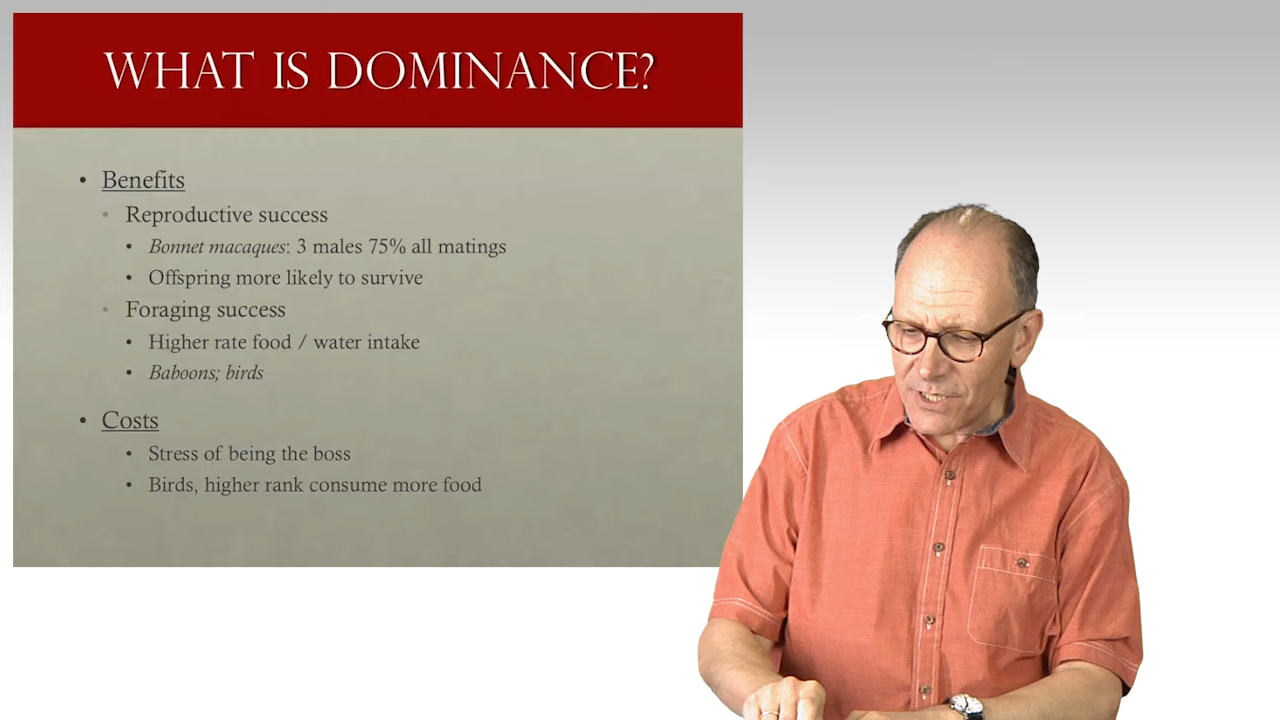 WHAT IS DOMINANCE?
• Benefits
• Reproductive success
• Bonnet macaques: 3 males 75% all matings
• Offspring more likely to survive
• Foraging success
• Higher rate food / water intake
• Baboons; birds
• Costs
• Stress of being the boss
• Birds, higher rank consume more food